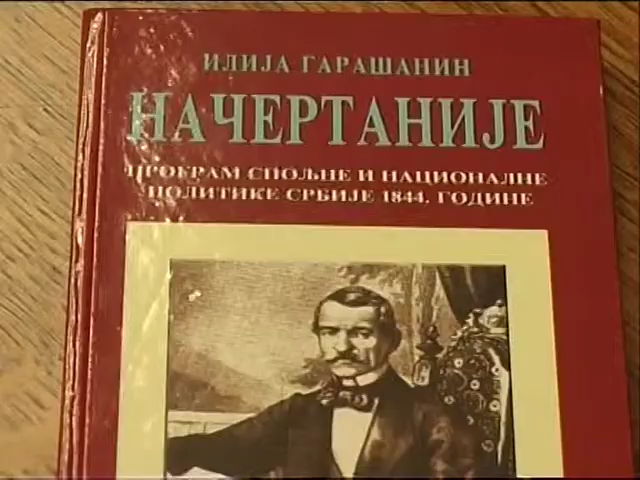 ИЛИЈА ГАРАШАНИН
НАЧЕРТАНИЈЕ
ПРОГРАМ СПОЉНЕ И НАЦИОНАЛНЕ
ПОЛИТИКЕ СРБИЈЕ 1844. ГОДИНЕ